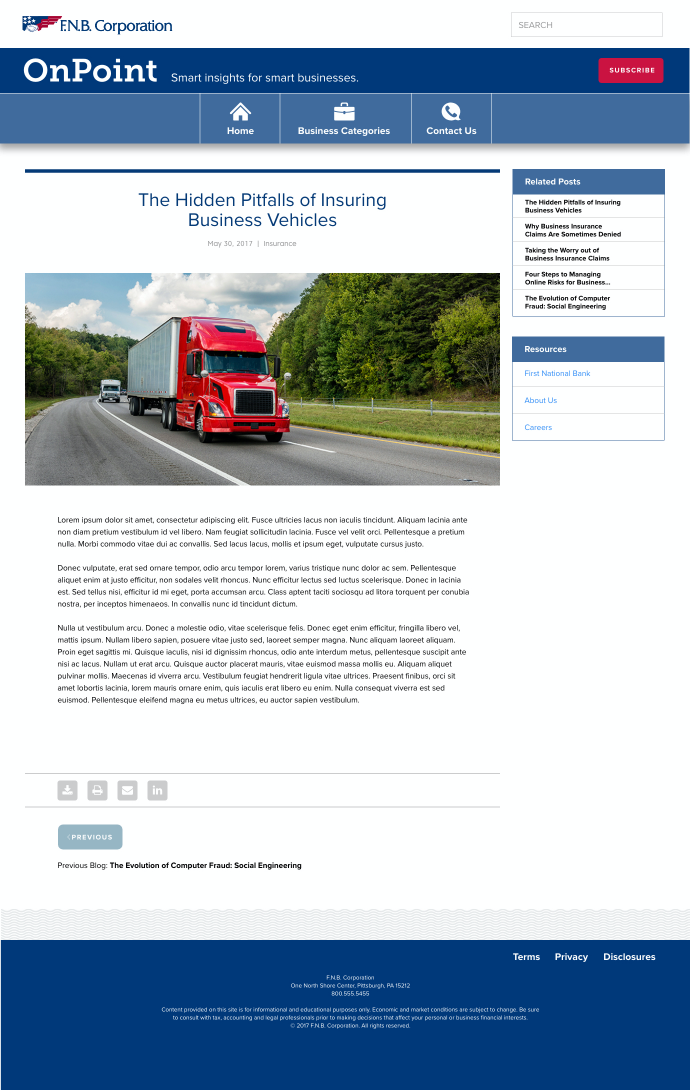 F.N.B. Corporation
SEARCH
OnPoint
Smart insights for smart businesses.
SUBSCRIBE
Home
Business Categories
Contact Us
The Hidden Pitfalls of Insuring
Business Vehicles
May 30, 2017 | Insurance
Related Posts
The Hidden Pitfalls of Insuring
Business Vehicles
Why Business Insurance
Claims Are Sometimes Denied
Taking the Worry out of
Business Insurance Claims
Four Steps to Managing
Online Risks for Business...
The Evolution of Computer
Fraud: Social Engineering
Resources
First National Bank
About Us
Careers
Lorem ipsum dolor sit amet, consectetur adipiscing elit. Fusce ultricies lacus non iaculis tincidunt. Aliquam lacinia ante
non diam pretium vestibulum id vel libero. Nam feugiat sollicitudin lacinia. Fusce vel velit orci. Pellentesque a pretium
nulla. Morbi commodo vitae dui ac convallis. Sed lacus lacus, mollis et ipsum eget, vulputate cursus justo.
Donec vulputate, erat sed ornare tempor, odio arcu tempor lorem, varius tristique nunc dolor ac sem. Pellentesque
aliquet enim at justo efficitur, non sodales velit rhoncus. Nunc efficitur lectus sed luctus scelerisque. Donec in lacinia
est. Sed tellus nisi, efficitur id mi eget, porta accumsan arcu. Class aptent taciti sociosqu ad litora torquent per conubia
nostra, per inceptos himenaeos. In convallis nunc id tincidunt dictum.
Nulla ut vestibulum arcu. Donec a molestie odio, vitae scelerisque felis. Donec eget enim efficitur, fringilla libero vel,
mattis ipsum. Nullam libero sapien, posuere vitae justo sed, laoreet semper magna. Nunc aliquam laoreet aliquam.
Proin eget sagittis mi. Quisque iaculis, nisi id dignissim rhoncus, odio ante interdum metus, pellentesque suscipit ante
nisi ac lacus. Nullam ut erat arcu. Quisque auctor placerat mauris, vitae euismod massa mollis eu. Aliquam aliquet
pulvinar mollis. Maecenas id viverra arcu. Vestibulum feugiat hendrerit ligula vitae ultrices. Praesent finibus, orci sit
amet lobortis lacinia, lorem mauris ornare enim, quis iaculis erat libero eu enim. Nulla consequat viverra est sed
euismod. Pellentesque eleifend magna eu metus ultrices, eu auctor sapien vestibulum.
in
‹ PREVIOUS
Previous Blog: The Evolution of Computer Fraud: Social Engineering
Terms
Privacy
Disclosures
F.N.B. Corporation
One North Shore Center, Pittsburgh, PA 15212
800.555.5455
Content provided on this site is for informational and educational purposes only. Economic and market conditions are subject to change. Be sure
to consult with tax, accounting and legal professionals prior to making decisions that affect your personal or business financial interests.
© 2017 F.N.B. Corporation. All rights reserved.